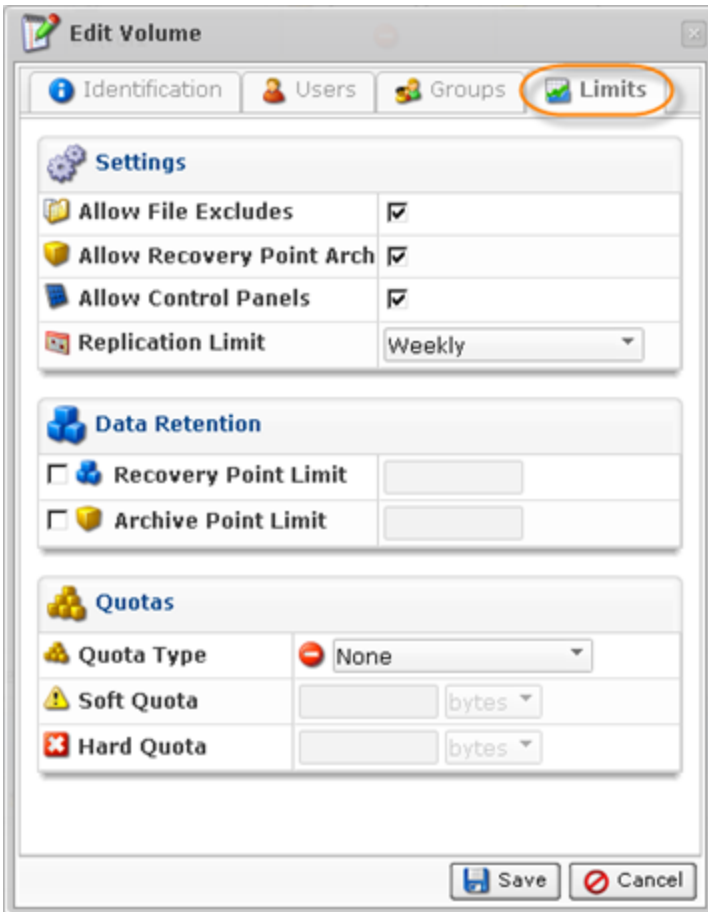 Edit Volume
Identification Users Groups Limits
Settings
Allow File Excludes
Allow Recovery Point Arch
Allow Control Panels
Replication Limit Weekly
Data Retention
Recovery Point Limit
Archive Point Limit
Quotas
Quota Type None
Soft Quota bytes
Hard Quota bytes
Save Cancel